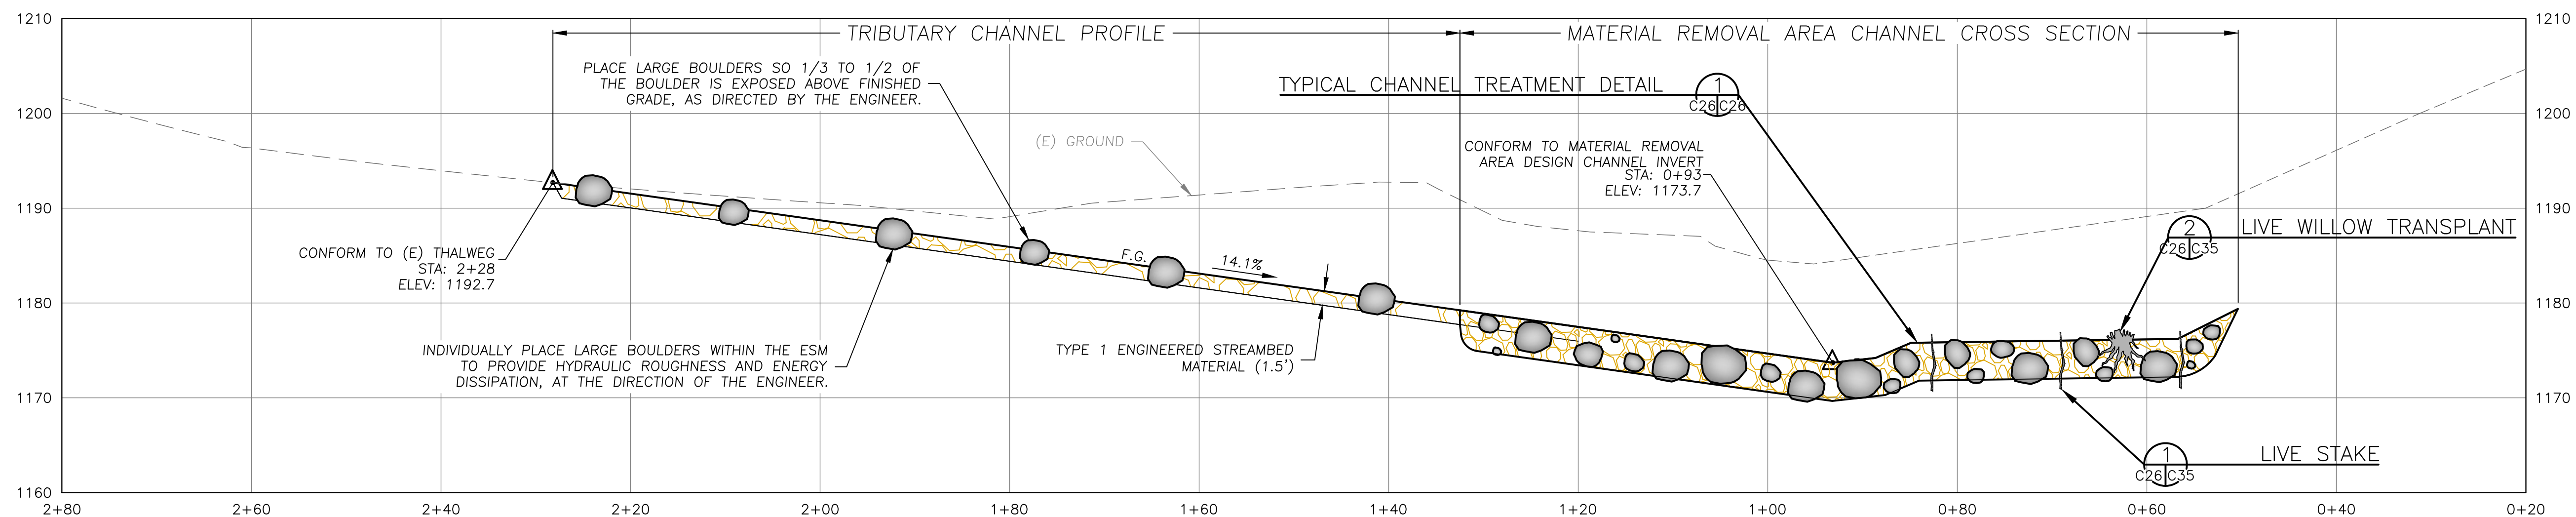 1210
1210
TRIBUTARY CHANNEL PROFILE
MATERIAL REMOVAL AREA CHANNEL CROSS SECTION
PLACE LARGE BOULDERS SO 1/3 TO 1/2 OF
THE BOULDER IS EXPOSED ABOVE FINISHED
GRADE, AS DIRECTED BY THE ENGINEER.
TYPICAL CHANNEL TREATMENT DETAIL
1
C26 C26
1200
1200
(E) GROUND
CONFORM TO MATERIAL REMOVAL
AREA DESIGN CHANNEL INVERT
STA: 0+93
ELEV: 1173.7
1190
1190
2
C26 C35
LIVE WILLOW TRANSPLANT
CONFORM TO (E) THALWEG
STA: 2+28
ELEV: 1192.7
F.G.
14.1%
1180
1180
INDIVIDUALLY PLACE LARGE BOULDERS WITHIN THE ESM
TO PROVIDE HYDRAULIC ROUGHNESS AND ENERGY
DISSIPATION, AT THE DIRECTION OF THE ENGINEER.
TYPE 1 ENGINEERED STREAMBED
MATERIAL (1.5')
1170
1170
1
C26 C35
LIVE STAKE
1160
1160
2+80
2+60
2+40
2+20
2+00
1+80
1+60
1+40
1+20
1+00
0+80
0+60
0+40
0+20